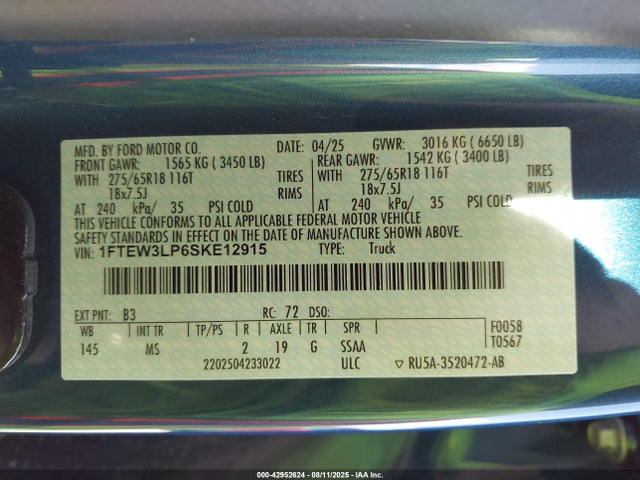 MFD. BY FORD MOTOR CO. DATE: 04/25 GVWR: 3016 KG ( 6650 LB)
FRONT GAWR: 1565 KG ( 3450 LB) REAR GAWR: 1542 KG ( 3400 LB)
WITH 275/65R18 116T TIRES WITH 275/65R18 116T TIRES
18x7.5J RIMS 18x7.5J RIMS
AT 240 kPa/ 35 PSI COLD AT 240 kPa/ 35 PSI COLD
THIS VEHICLE CONFORMS TO ALL APPLICABLE FEDERAL MOTOR VEHICLE
SAFETY STANDARDS IN EFFECT ON THE DATE OF MANUFACTURE SHOWN ABOVE.
VIN: 1FTEW3LP6SKE12915 TYPE: Truck
EXT PNT: B3 RC: 72 DSO:
WB INT TR TP/PS R AXLE TR SPR F0058
145 MS 2 19 G SSAA T0567
2202504233022 ULC ▽ RU5A-3520472-AB
000-42952624 - 08/11/2025 - IAA Inc.